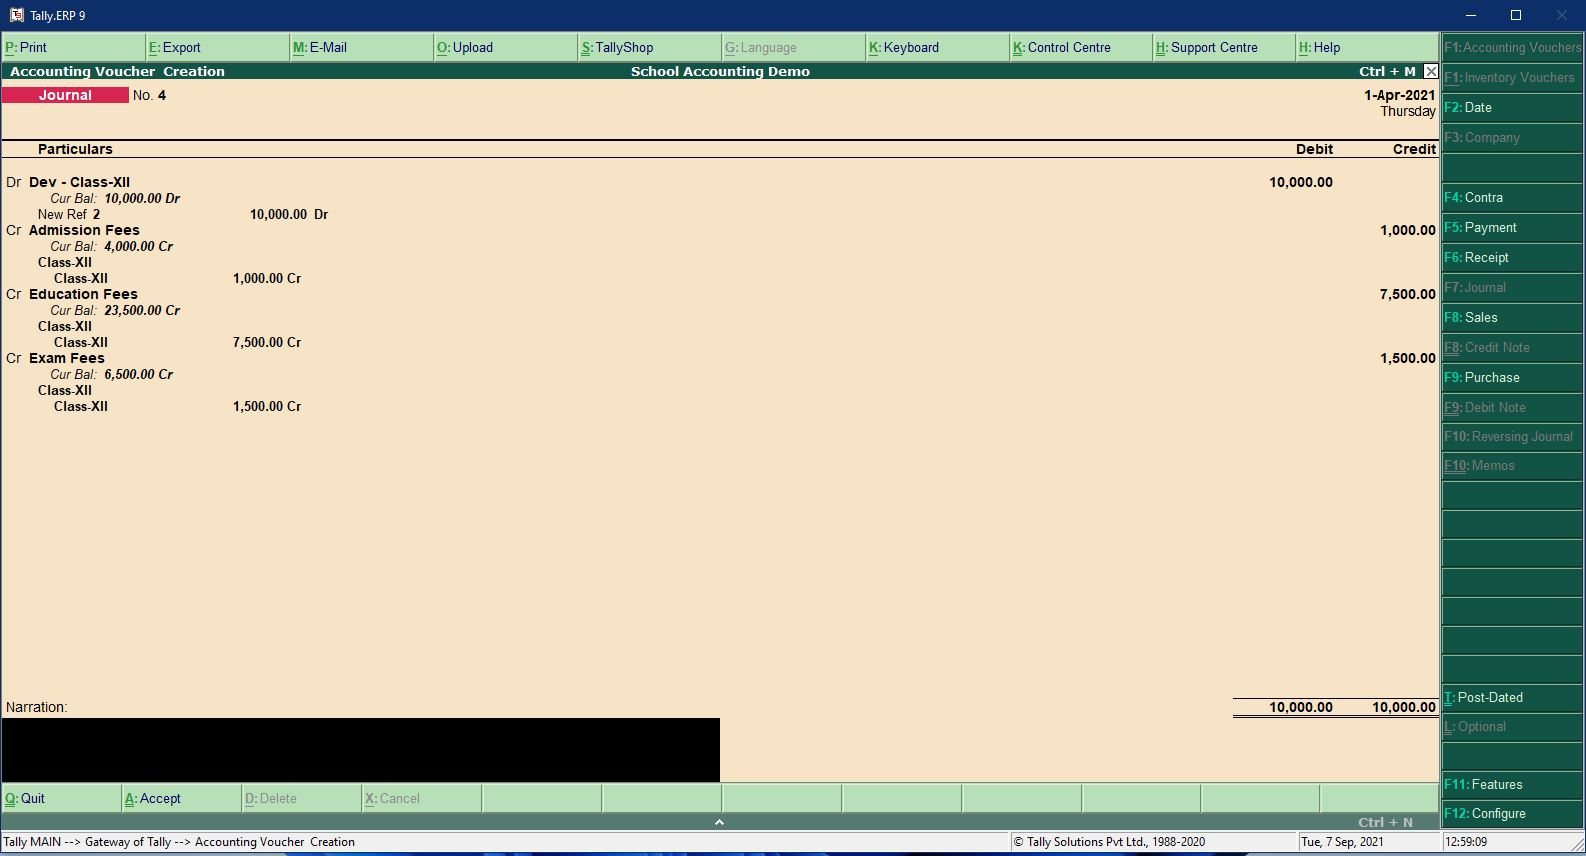 Tally.ERP 9
P: Print E: Export M: E-Mail O: Upload S: TallyShop G: Language K: Keyboard K: Control Centre H: Support Centre H: Help
Accounting Voucher Creation School Accounting Demo Ctrl + M
Journal No. 4 1-Apr-2021
Thursday
Particulars Debit Credit
Dr Dev - Class-XII 10,000.00
Cur Bal: 10,000.00 Dr
New Ref 2 10,000.00 Dr
Cr Admission Fees 1,000.00
Cur Bal: 4,000.00 Cr
Class-XII
Class-XII 1,000.00 Cr
Cr Education Fees 7,500.00
Cur Bal: 23,500.00 Cr
Class-XII
Class-XII 7,500.00 Cr
Cr Exam Fees 1,500.00
Cur Bal: 6,500.00 Cr
Class-XII
Class-XII 1,500.00 Cr
Narration: 10,000.00 10,000.00
Q: Quit A: Accept D: Delete X: Cancel
Ctrl + N
F1: Accounting Vouchers
F1: Inventory Vouchers
F2: Date
F3: Company
F4: Contra
F5: Payment
F6: Receipt
F7: Journal
F8: Sales
F8: Credit Note
F9: Purchase
F9: Debit Note
F10: Reversing Journal
F10: Memos
T: Post-Dated
L: Optional
F11: Features
F12: Configure
Tally MAIN --> Gateway of Tally --> Accounting Voucher Creation © Tally Solutions Pvt Ltd., 1988-2020 Tue, 7 Sep, 2021 12:59:09